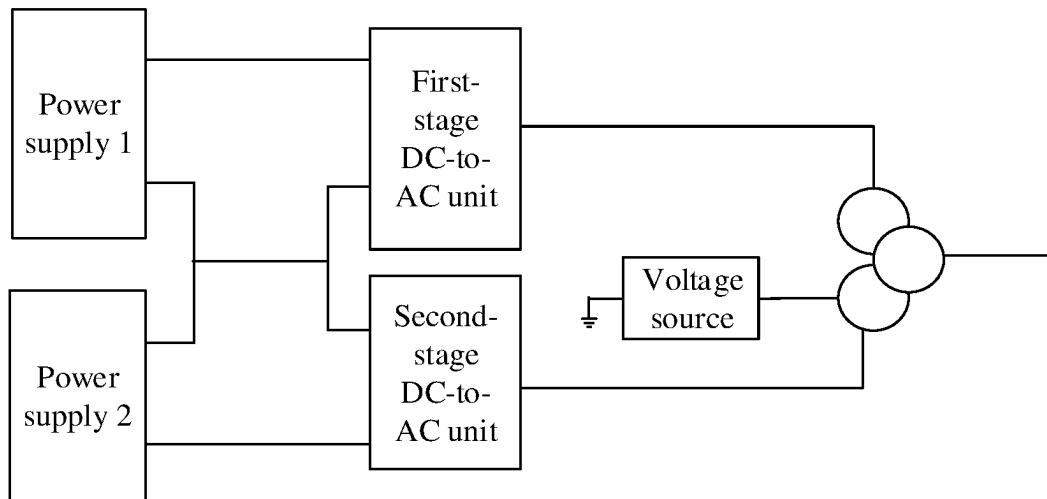 Power
supply 1
First-
stage
DC-to-
AC unit
Voltage
source
Power
supply 2
Second-
stage
DC-to-
AC unit